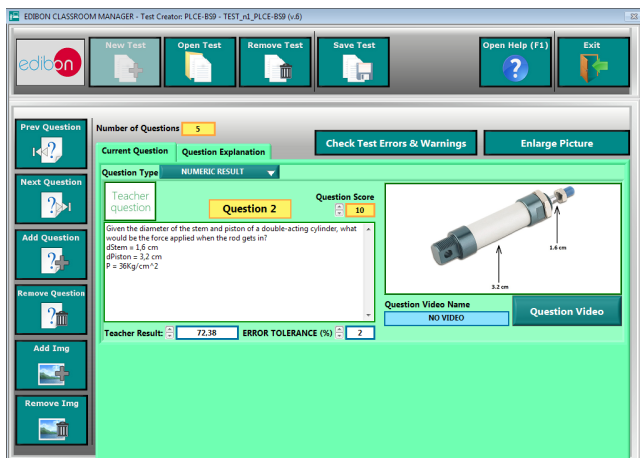 EDIBON CLASSROOM MANAGER - Test Creator: PLCE-BS9 - TEST_n1_PLCE-BS9 (v.6)
edibon
New Test
Open Test
Remove Test
Save Test
Open Help (F1)
Exit
Prev Question
Next Question
Add Question
Remove Question
Add Img
Remove Img
Number of Questions 5
Check Test Errors & Warnings
Enlarge Picture
Current Question
Question Explanation
Question Type NUMERIC RESULT
Teacher
question
Question 2
Question Score
10
Given the diameter of the stem and piston of a double-acting cylinder, what
would be the force applied when the rod gets in?
dStem = 1,6 cm
dPiston = 3,2 cm
P = 36Kg/cm^2
1.6 cm
3.2 cm
Question Video Name
NO VIDEO
Question Video
Teacher Result: 72.38 ERROR TOLERANCE (%) 2